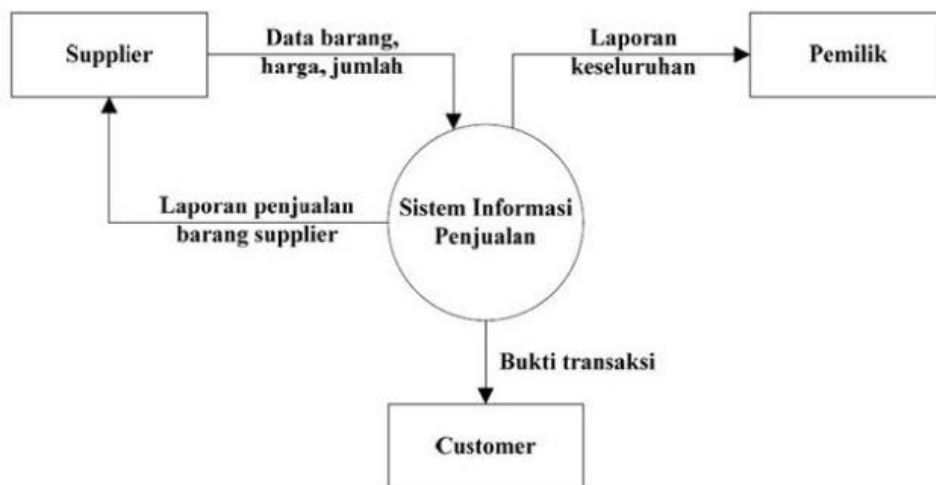 Supplier
Data barang,
harga, jumlah
Laporan
keseluruhan
Pemilik
Laporan penjualan
barang supplier
Sistem Informasi
Penjualan
Bukti transaksi
Customer